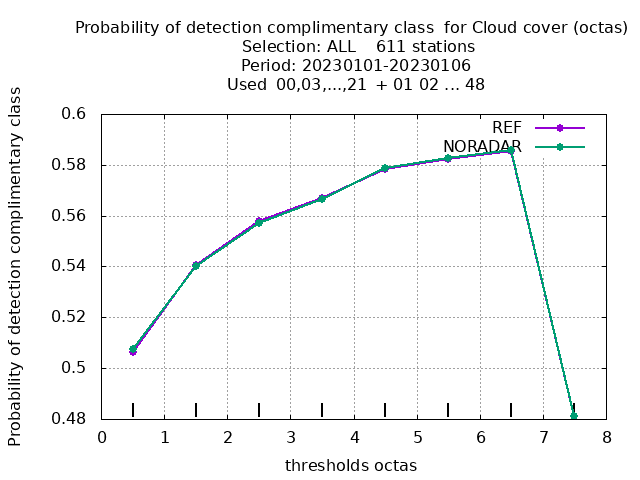 Probability of detection complimentary class  for Cloud cover (octas)
Selection: ALL    611 stations
Period: 20230101-20230106
Used  00,03,...,21  + 01 02 ... 48
Probability of detection complimentary class
0.6
0.58
0.56
0.54
0.52
0.5
0.48
REF
NORADAR
0 1 2 3 4 5 6 7 8
thresholds octas